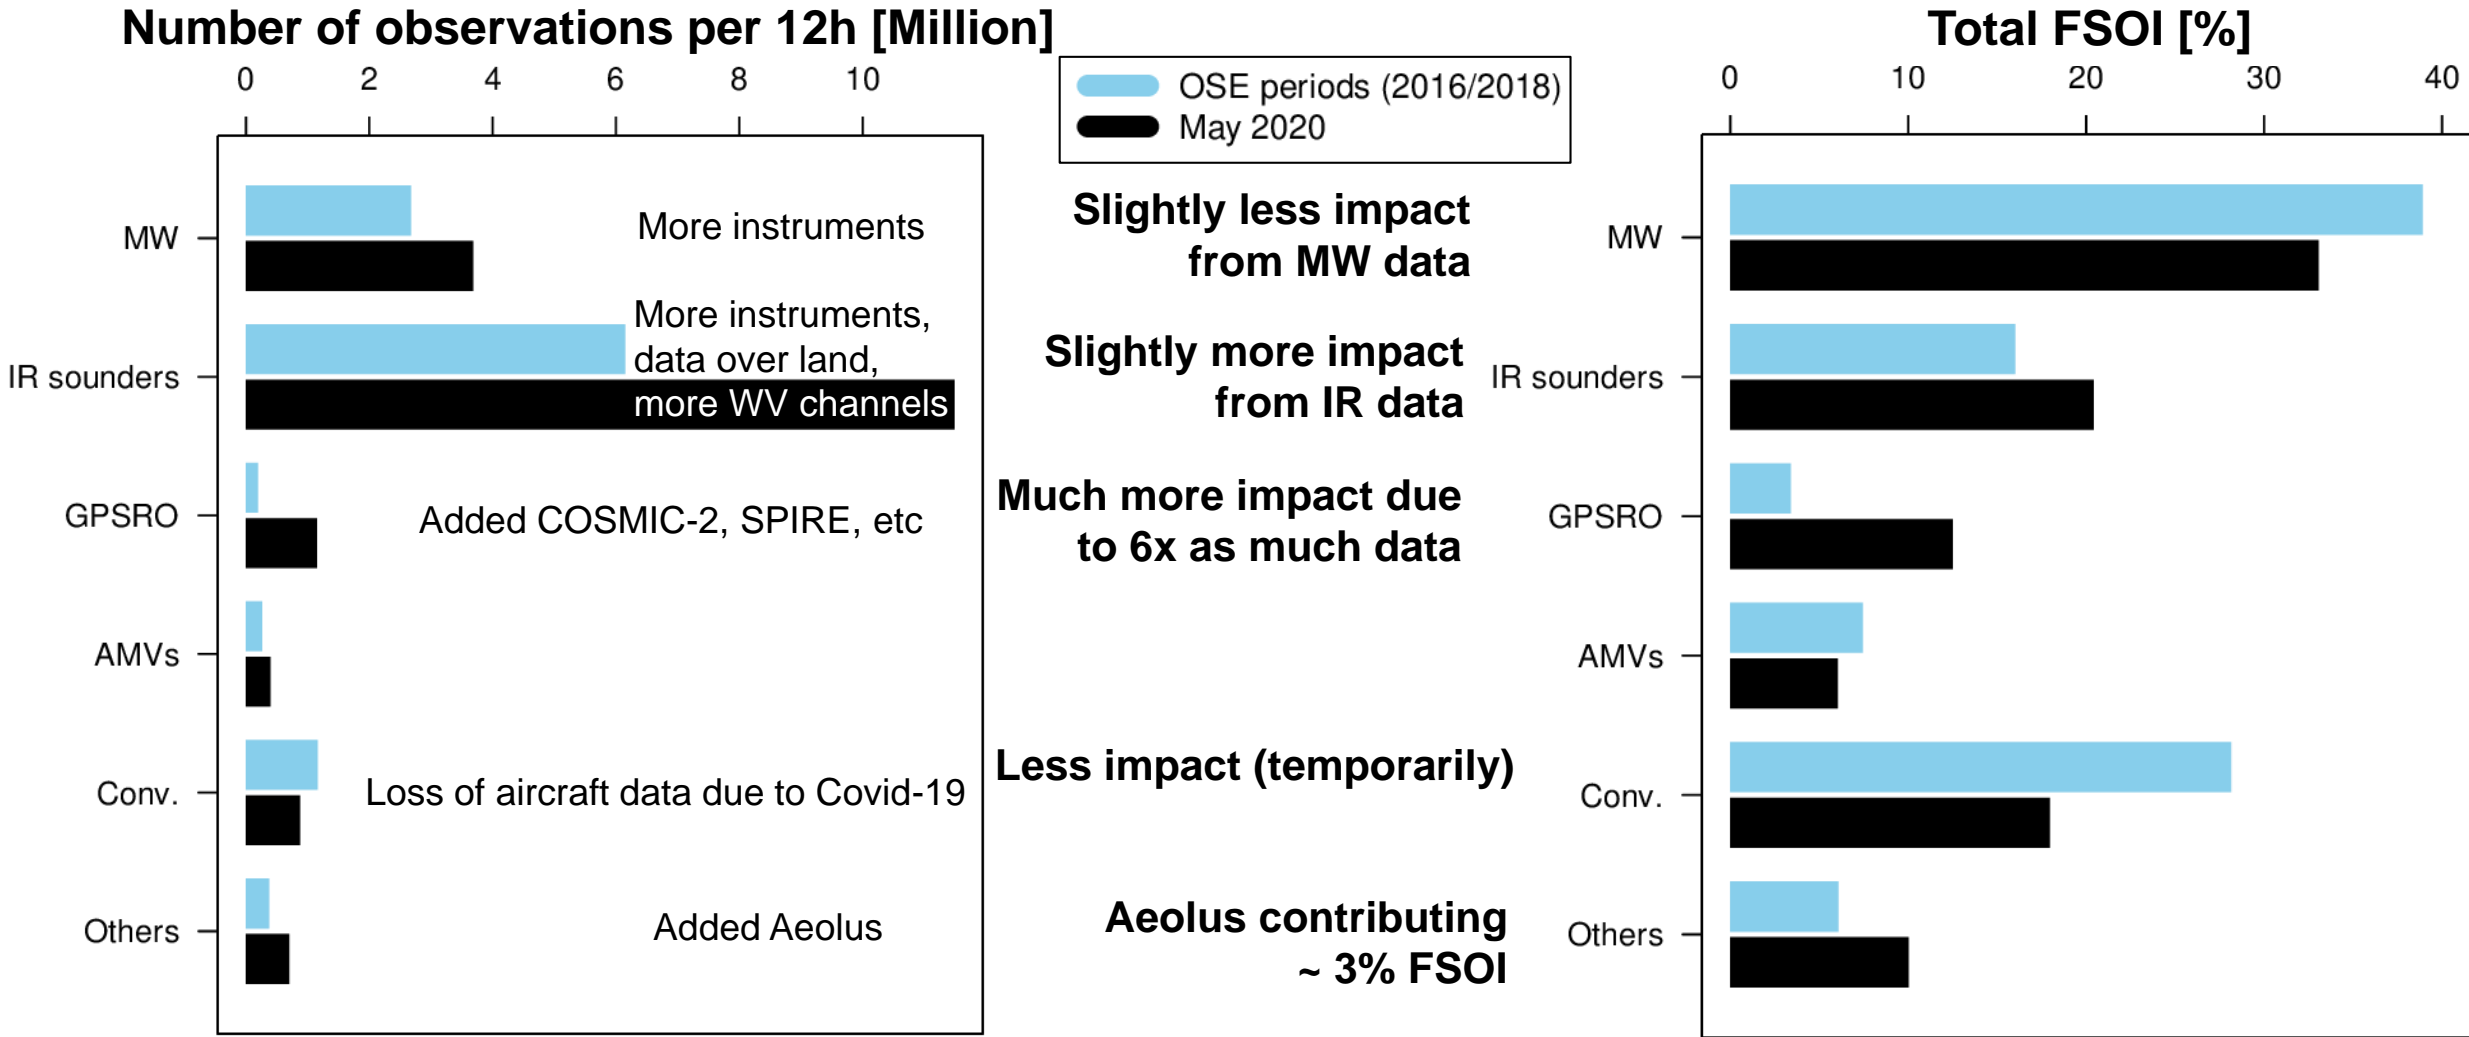 Number of observations per 12h [Million]
0 2 4 6 8 10
MW
IR sounders
GPSRO
AMVs
Conv.
Others
More instruments
More instruments,
data over land,
more WV channels
Added COSMIC-2, SPIRE, etc
Loss of aircraft data due to Covid-19
Added Aeolus
OSE periods (2016/2018)
May 2020
Slightly less impact
from MW data
Slightly more impact
from IR data
Much more impact due
to 6x as much data
Less impact (temporarily)
Aeolus contributing
~ 3% FSOI
Total FSOI [%]
0 10 20 30 40
MW
IR sounders
GPSRO
AMVs
Conv.
Others